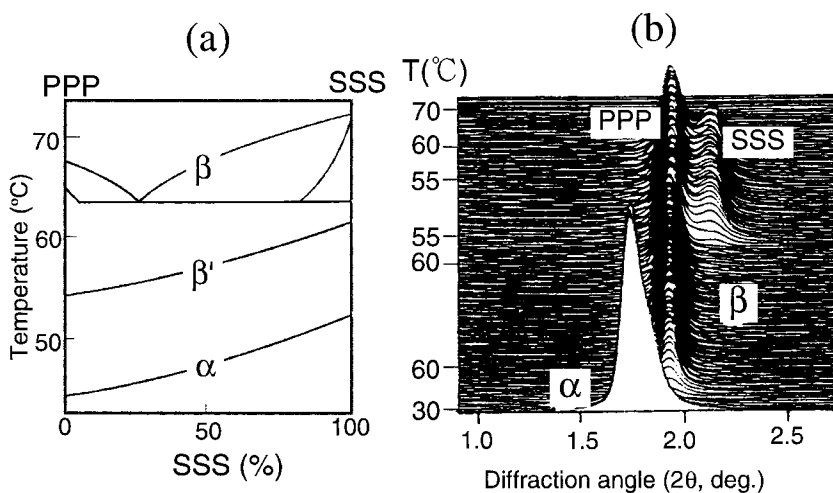 (a)
PPP
SSS
Temperature (°C)
70
60
50
β
β'
α
0
50
100
SSS (%)
(b)
T(℃)
70
60
55
55
60
60
30
PPP
SSS
β
α
1.0
1.5
2.0
2.5
Diffraction angle (2θ, deg.)